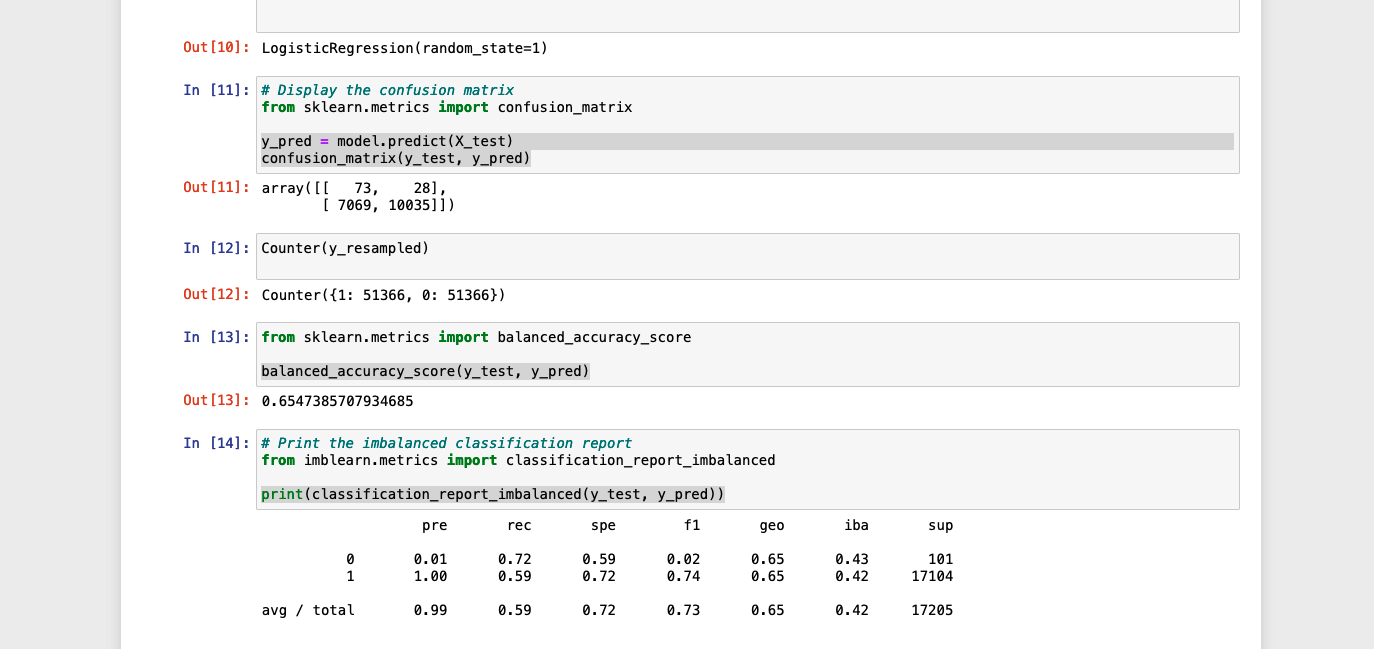 Out[10]: LogisticRegression(random_state=1)
In [11]: # Display the confusion matrix
from sklearn.metrics import confusion_matrix
y_pred = model.predict(X_test)
confusion_matrix(y_test, y_pred)
Out[11]: array([[   73,    28],
       [ 7069, 10035]])
In [12]: Counter(y_resampled)
Out[12]: Counter({1: 51366, 0: 51366})
In [13]: from sklearn.metrics import balanced_accuracy_score
balanced_accuracy_score(y_test, y_pred)
Out[13]: 0.6547385707934685
In [14]: # Print the imbalanced classification report
from imblearn.metrics import classification_report_imbalanced
print(classification_report_imbalanced(y_test, y_pred))
pre rec spe f1 geo iba sup
0 0.01 0.72 0.59 0.02 0.65 0.43 101
1 1.00 0.59 0.72 0.74 0.65 0.42 17104
avg / total 0.99 0.59 0.72 0.73 0.65 0.42 17205